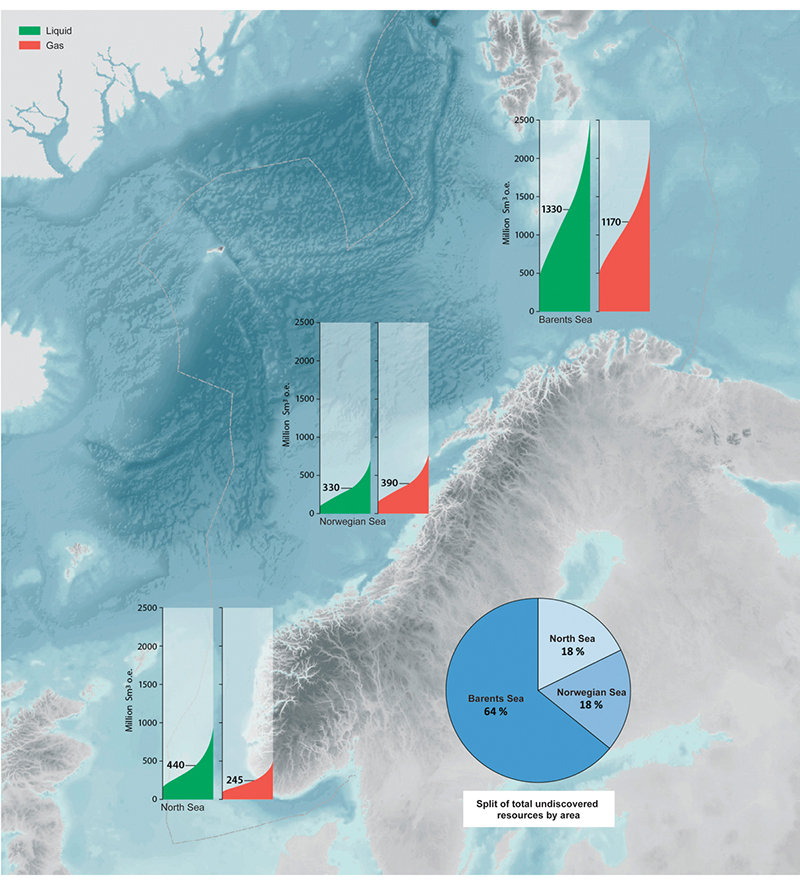 Liquid
Gas
2500
2000
1500
1000
500
0
Million Sm³ o.e.
1330
1170
Barents Sea
2500
2000
1500
1000
500
0
Million Sm³ o.e.
330
390
Norwegian Sea
2500
2000
1500
1000
500
0
Million Sm³ o.e.
440
245
North Sea
North Sea
18 %
Norwegian Sea
18 %
Barents Sea
64 %
Split of total undiscovered
resources by area